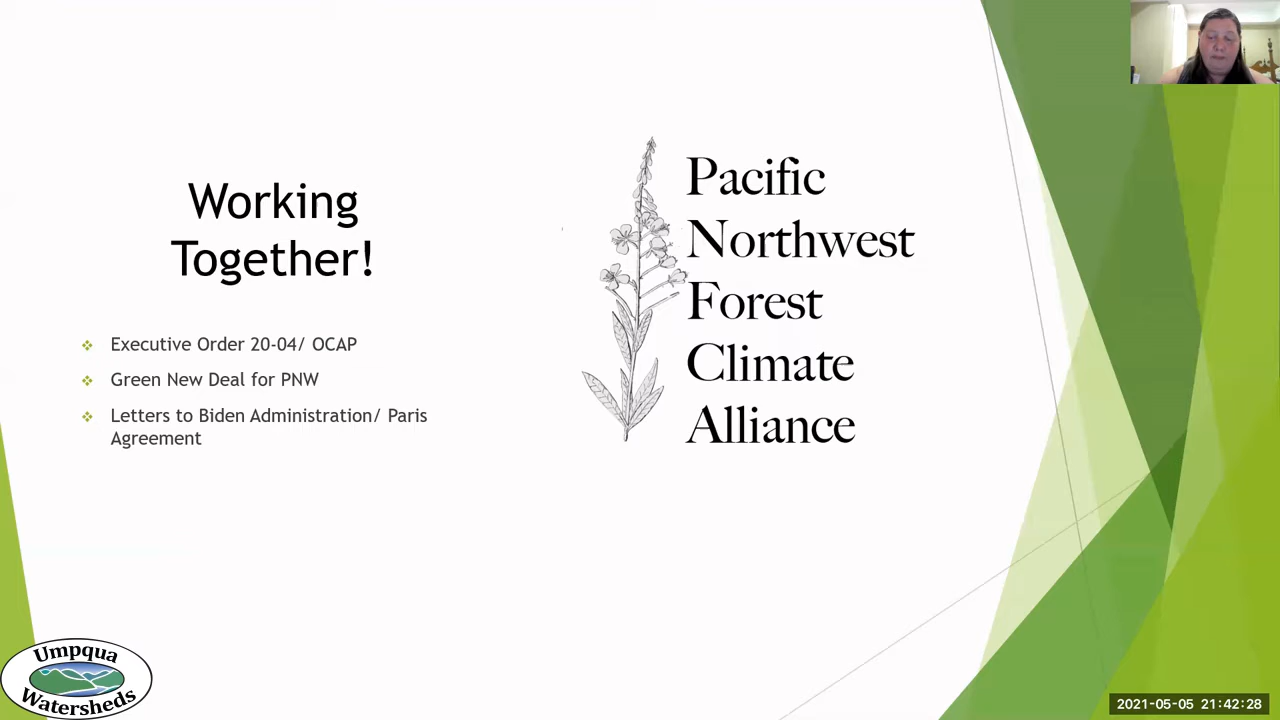 Working
Together!
Executive Order 20-04/ OCAP
Green New Deal for PNW
Letters to Biden Administration/ Paris
Agreement
Pacific
Northwest
Forest
Climate
Alliance
Umpqua
Watersheds
2021-05-05 21:42:28